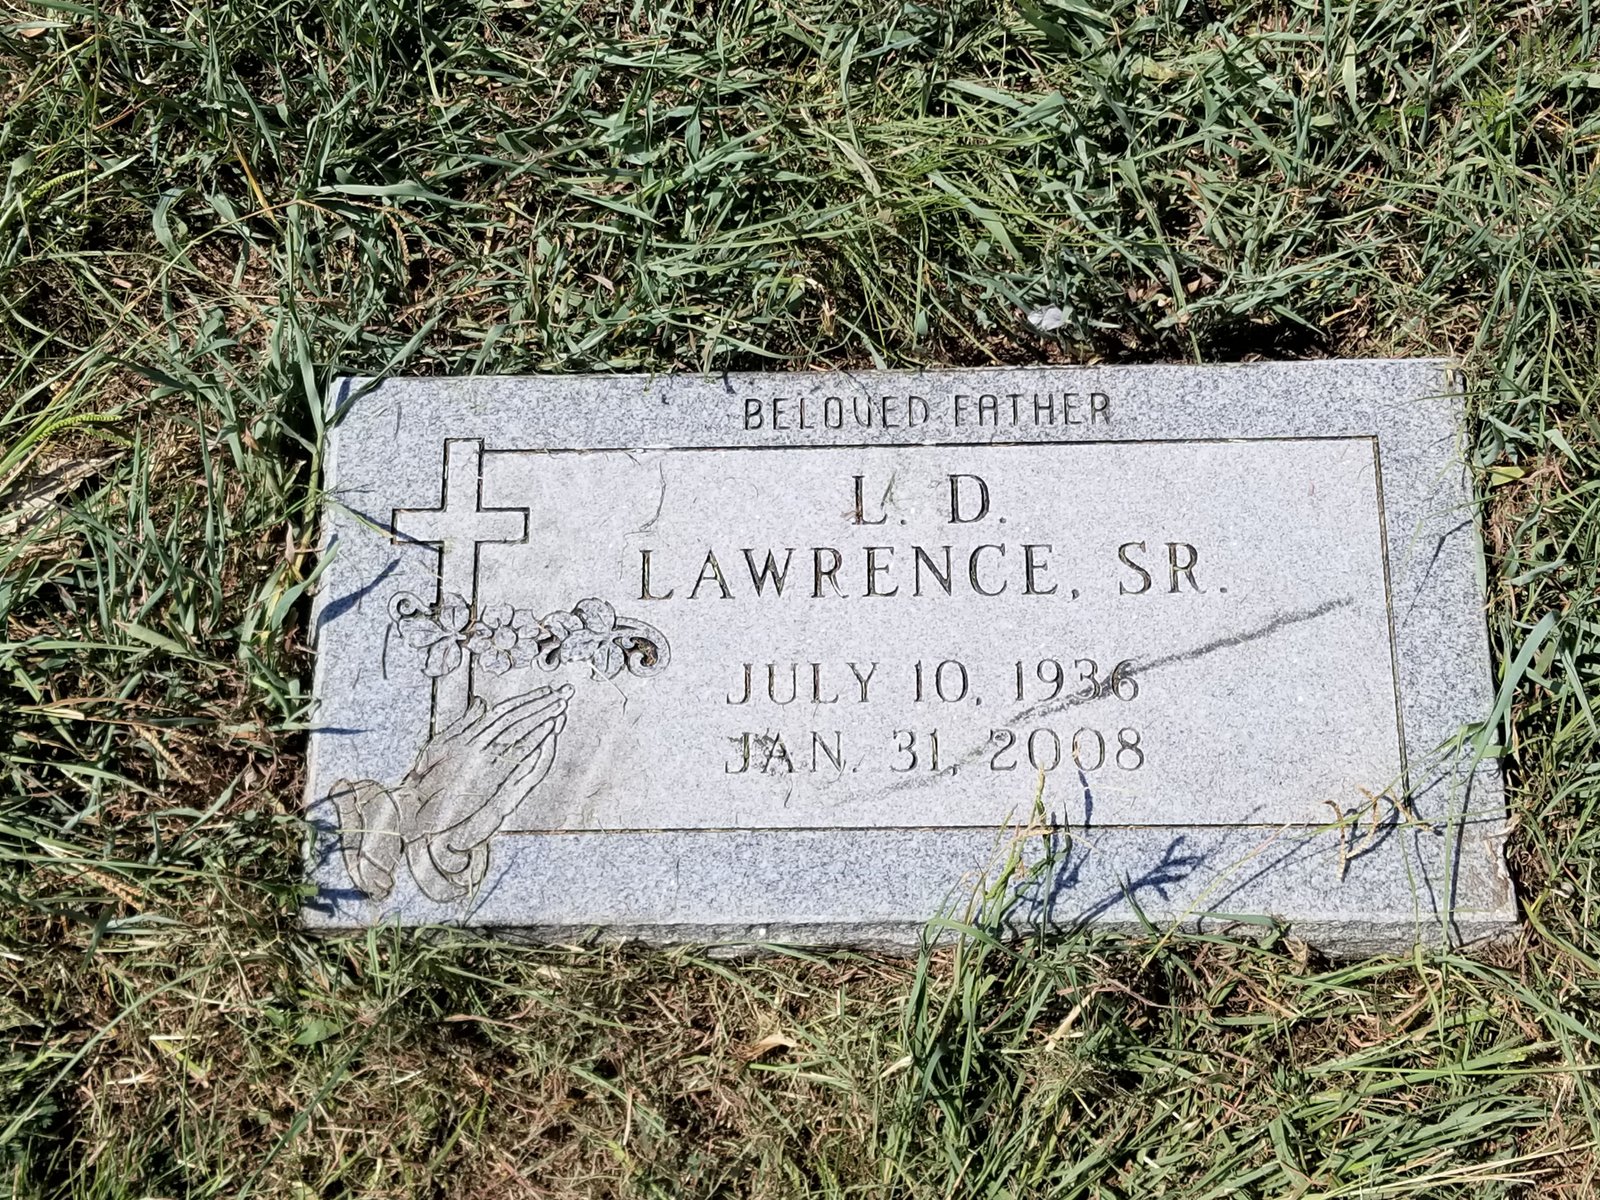 BELOVED FATHER
L. D.
LAWRENCE, SR.
JULY 10, 1936
JAN. 31, 2008